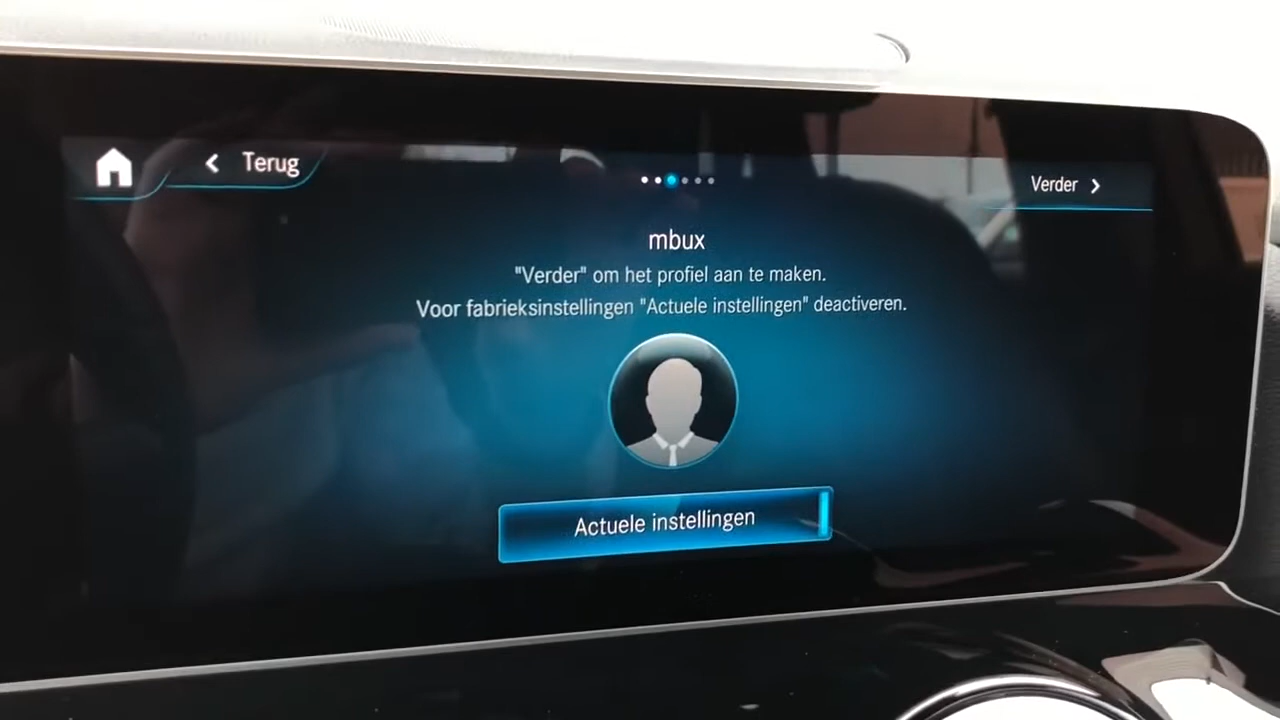 Terug
Verder
mbux
"Verder" om het profiel aan te maken.
Voor fabrieksinstellingen "Actuele instellingen" deactiveren.
Actuele instellingen